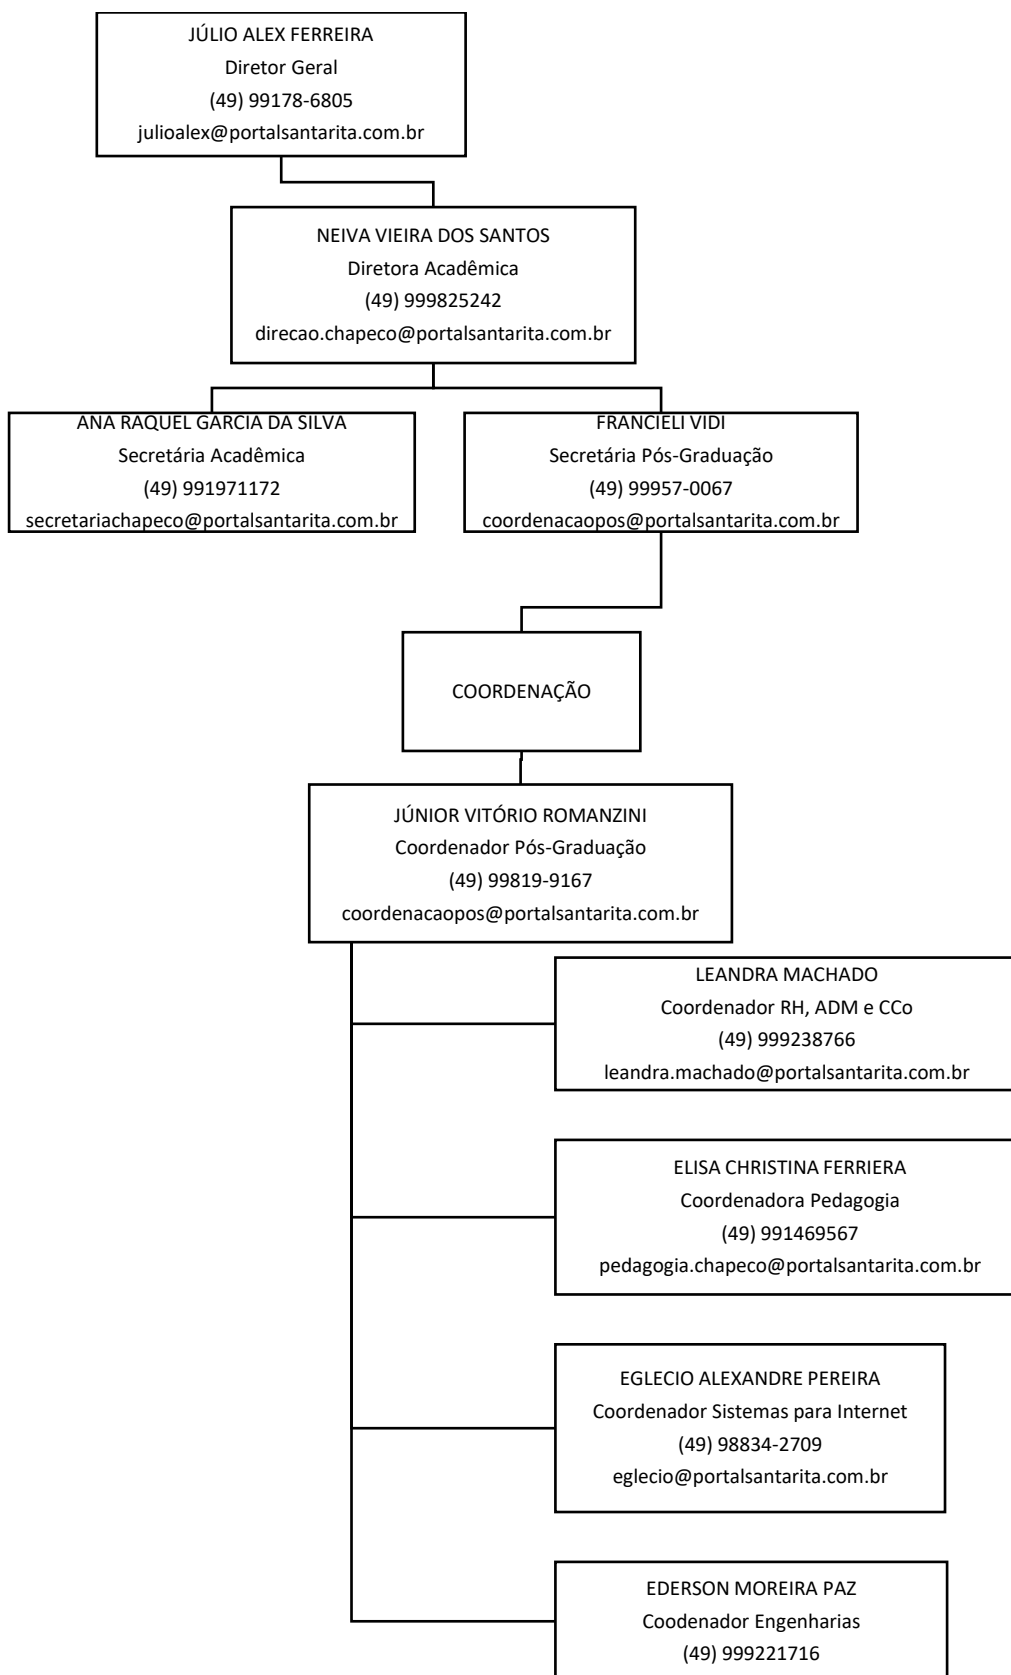 JÚLIO ALEX FERREIRA
Diretor Geral
(49) 99178-6805
julioalex@portalsantarita.com.br
NEIVA VIEIRA DOS SANTOS
Diretora Acadêmica
(49) 999825242
direcao.chapeco@portalsantarita.com.br
ANA RAQUEL GARCIA DA SILVA
Secretária Acadêmica
(49) 991971172
secretariachapeco@portalsantarita.com.br
FRANCIELI VIDI
Secretária Pós-Graduação
(49) 99957-0067
coordenacaopos@portalsantarita.com.br
COORDENAÇÃO
JÚNIOR VITÓRIO ROMANZINI
Coordenador Pós-Graduação
(49) 99819-9167
coordenacaopos@portalsantarita.com.br
LEANDRA MACHADO
Coordenador RH, ADM e CCo
(49) 999238766
leandra.machado@portalsantarita.com.br
ELISA CHRISTINA FERRIERA
Coordenadora Pedagogia
(49) 991469567
pedagogia.chapeco@portalsantarita.com.br
EGLECIO ALEXANDRE PEREIRA
Coordenador Sistemas para Internet
(49) 98834-2709
eglecio@portalsantarita.com.br
EDERSON MOREIRA PAZ
Coodenador Engenharias
(49) 999221716